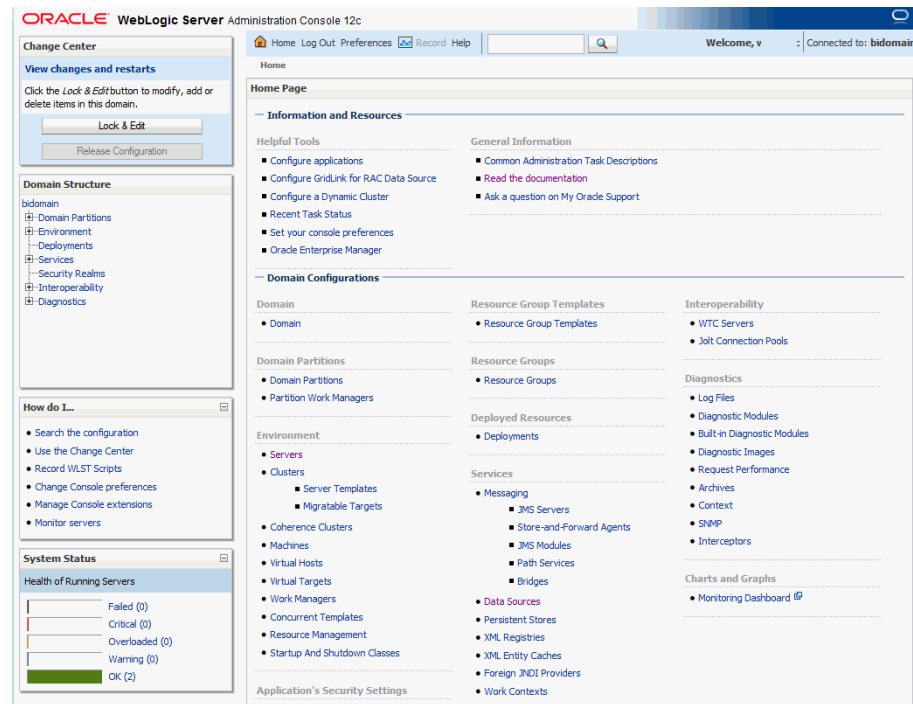 ORACLE WebLogic Server Administration Console 12c
Change Center
View changes and restarts
Click the Lock & Edit button to modify, add or
delete items in this domain.
Lock & Edit
Release Configuration
Domain Structure
bidomain
Domain Partitions
Environment
Deployments
Services
Security Realms
Interoperability
Diagnostics
How do I...
Search the configuration
Use the Change Center
Record WLST Scripts
Change Console preferences
Manage Console extensions
Monitor servers
System Status
Health of Running Servers
Failed (0)
Critical (0)
Overloaded (0)
Warning (0)
OK (2)
Home Log Out Preferences Record Help
Welcome, Connected to: bidomain
Home
Home Page
Information and Resources
Helpful Tools
Configure applications
Configure GridLink for RAC Data Source
Configure a Dynamic Cluster
Recent Task Status
Set your console preferences
Oracle Enterprise Manager
General Information
Common Administration Task Descriptions
Read the documentation
Ask a question on My Oracle Support
Domain Configurations
Domain
Domain
Domain Partitions
Domain Partitions
Partition Work Managers
Environment
Servers
Clusters
Server Templates
Migratable Targets
Coherence Clusters
Machines
Virtual Hosts
Virtual Targets
Work Managers
Concurrent Templates
Resource Management
Startup And Shutdown Classes
Application's Security Settings
Resource Group Templates
Resource Group Templates
Resource Groups
Resource Groups
Deployed Resources
Deployments
Services
Messaging
JMS Servers
Store-and-Forward Agents
JMS Modules
Path Services
Bridges
Data Sources
Persistent Stores
XML Registries
XML Entity Caches
Foreign JNDI Providers
Work Contexts
Interoperability
WTC Servers
Jolt Connection Pools
Diagnostics
Log Files
Diagnostic Modules
Built-in Diagnostic Modules
Diagnostic Images
Request Performance
Archives
Context
SNMP
Interceptors
Charts and Graphs
Monitoring Dashboard